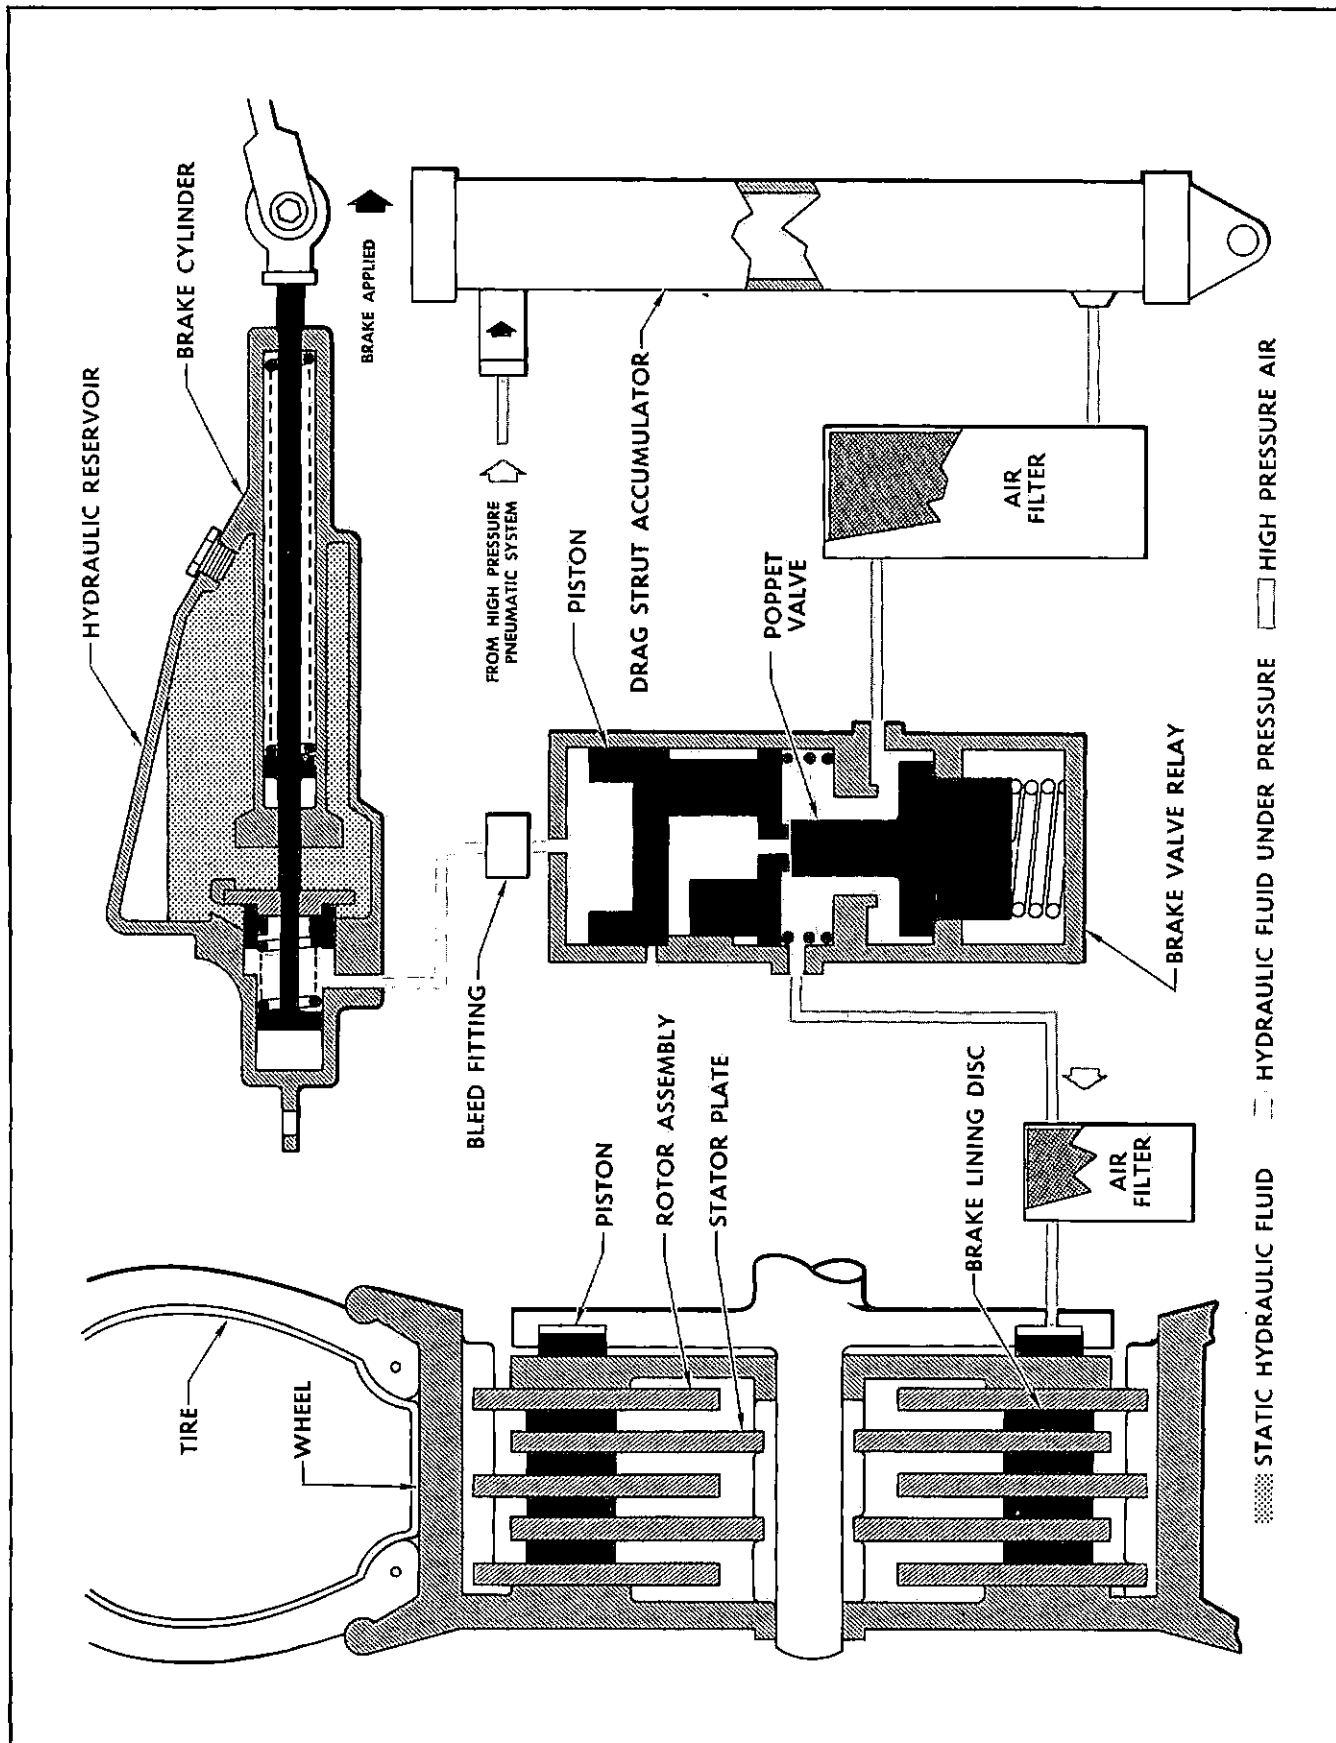 HYDRAULIC RESERVOIR
BRAKE CYLINDER
BRAKE APPLIED
FROM HIGH PRESSURE
PNEUMATIC SYSTEM
BLEED FITTING
PISTON
DRAG STRUT ACCUMULATOR
POPPET
VALVE
AIR
FILTER
BRAKE VALVE RELAY
TIRE
WHEEL
PISTON
ROTOR ASSEMBLY
STATOR PLATE
BRAKE LINING DISC
AIR
FILTER
STATIC HYDRAULIC FLUID
HYDRAULIC FLUID UNDER PRESSURE
HIGH PRESSURE AIR